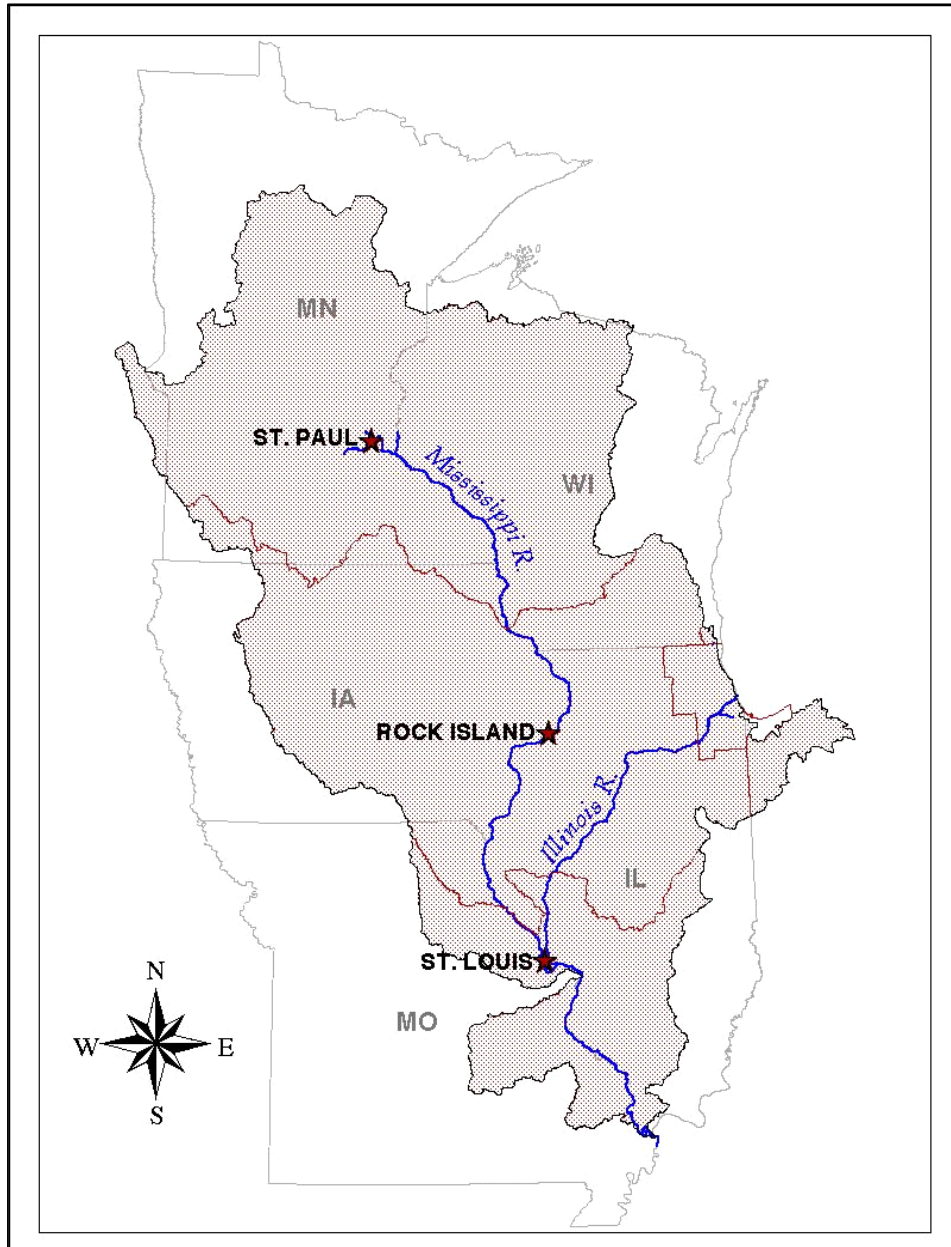 MN
ST. PAUL
Mississippi R.
WI
IA
ROCK ISLAND
Illinois R.
IL
ST. LOUIS
MO
N
W E
S